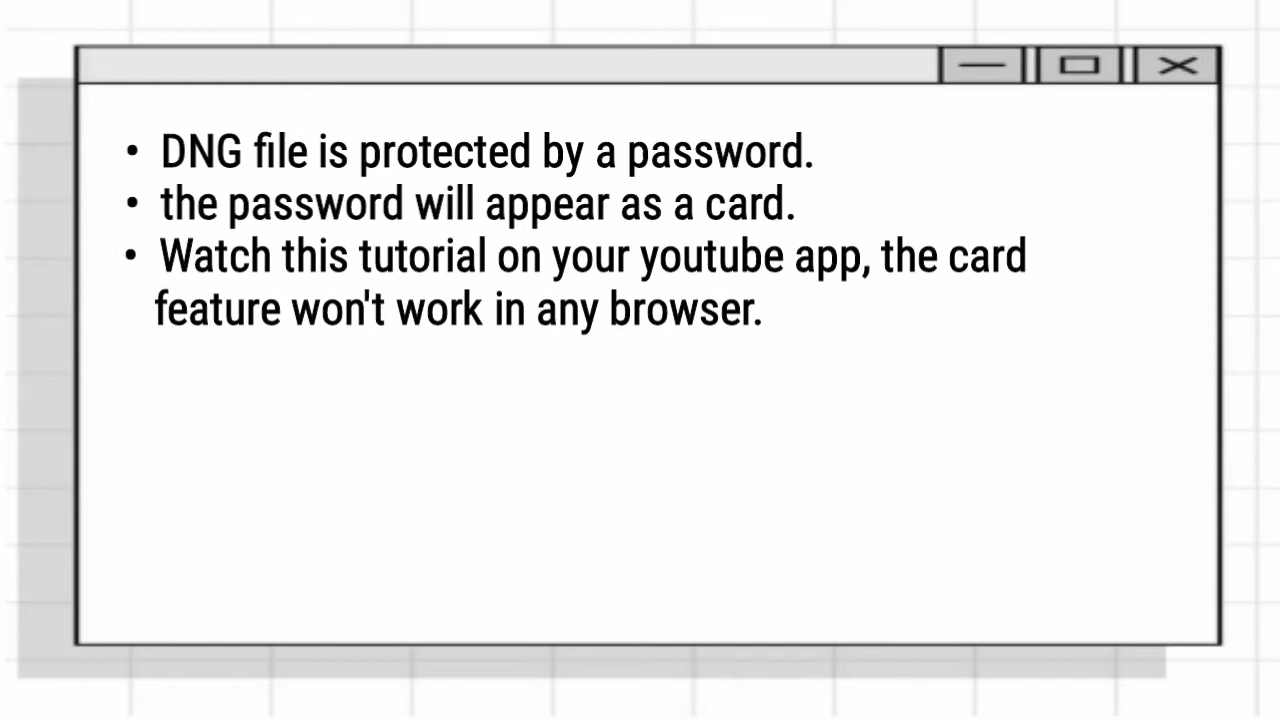 • DNG file is protected by a password.
• the password will appear as a card.
• Watch this tutorial on your youtube app, the card
feature won't work in any browser.